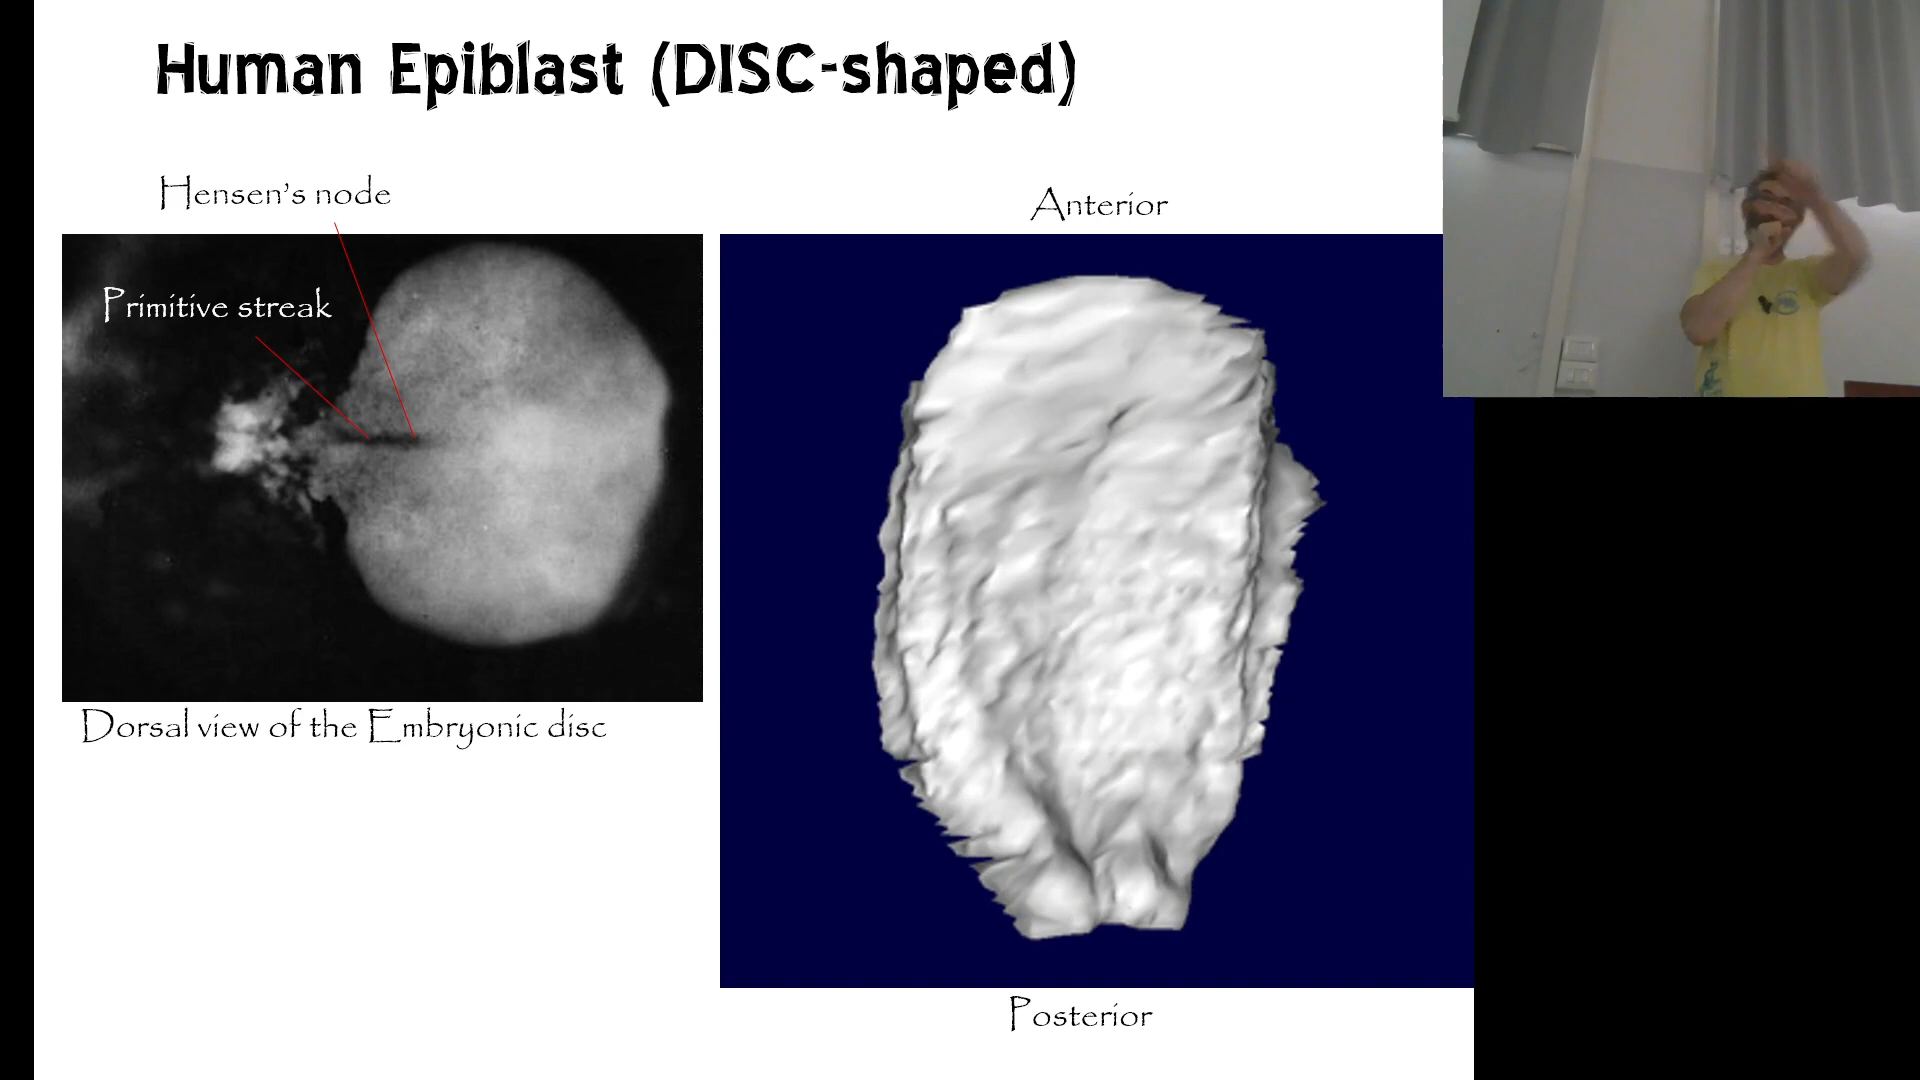 Human Epiblast (DISC-shaped)
Hensen's node
Anterior
Primitive streak
Dorsal view of the Embryonic disc
Posterior